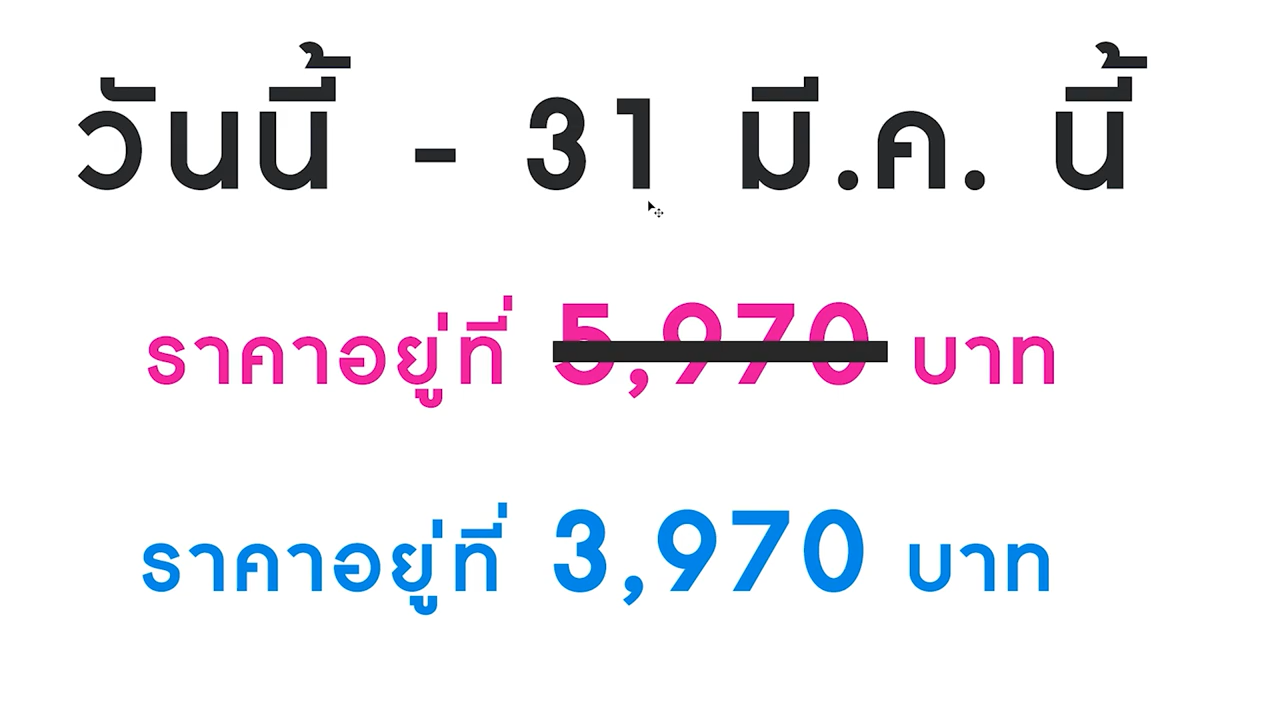 วันนี้ - 31 มี.ค. นี้
ราคาอยู่ที่ 5,970 บาท
ราคาอยู่ที่ 3,970 บาท